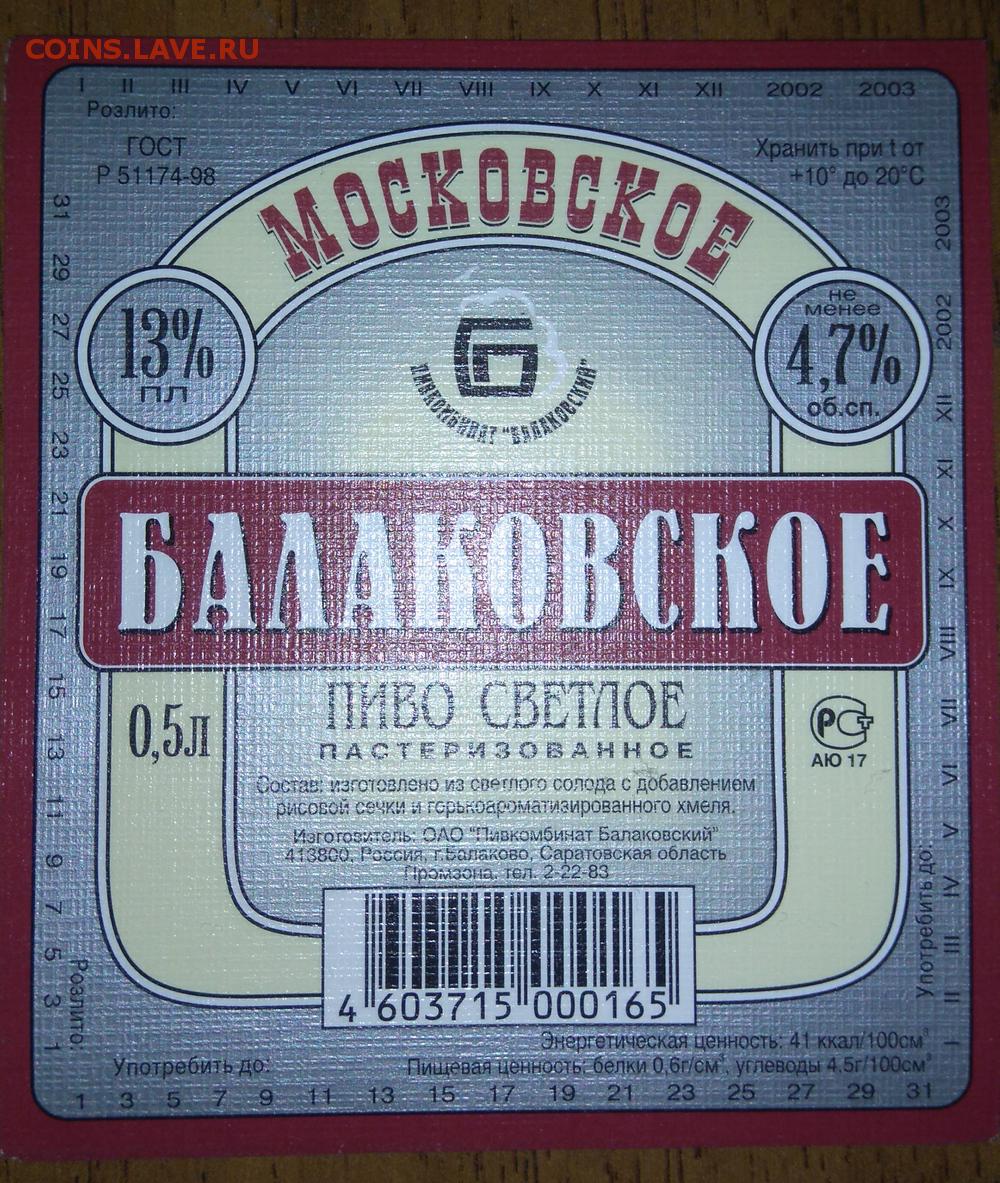 COINS.LAVE.RU
I II III IV V VI VII VIII IX X XI XII 2002 2003
Розлито:
ГОСТ
Р 51174-98
Хранить при t от
+10° до 20°С
МОСКОВСКОЕ
13%
ПЛ
не
менее
4,7%
об.сп.
Б
ПИВКОМБИНАТ "БАЛАКОВСКИЙ"
БАЛАКОВСКОЕ
ПИВО СВЕТЛОЕ
ПАСТЕРИЗОВАННОЕ
0,5л
РСТ
АЮ 17
Состав: изготовлено из светлого солода с добавлением
рисовой сечки и горькоароматизированного хмеля.
Изготовитель: ОАО "Пивкомбинат Балаковский"
413800, Россия, г.Балаково, Саратовская область
Промзона, тел. 2-22-83
4 603715 000165
Энергетическая ценность: 41 ккал/100см³
Пищевая ценность: белки 0,6г/см³, углеводы 4,5г/100см³
Употребить до:
1 3 5 7 9 11 13 15 17 19 21 23 25 27 29 31
Розлито:
1 3 5 7 9 11 13 15 17 19 21 23 25 27 29 31
Употребить до:
I II III IV V VI VII VIII IX X XI XII 2002 2003